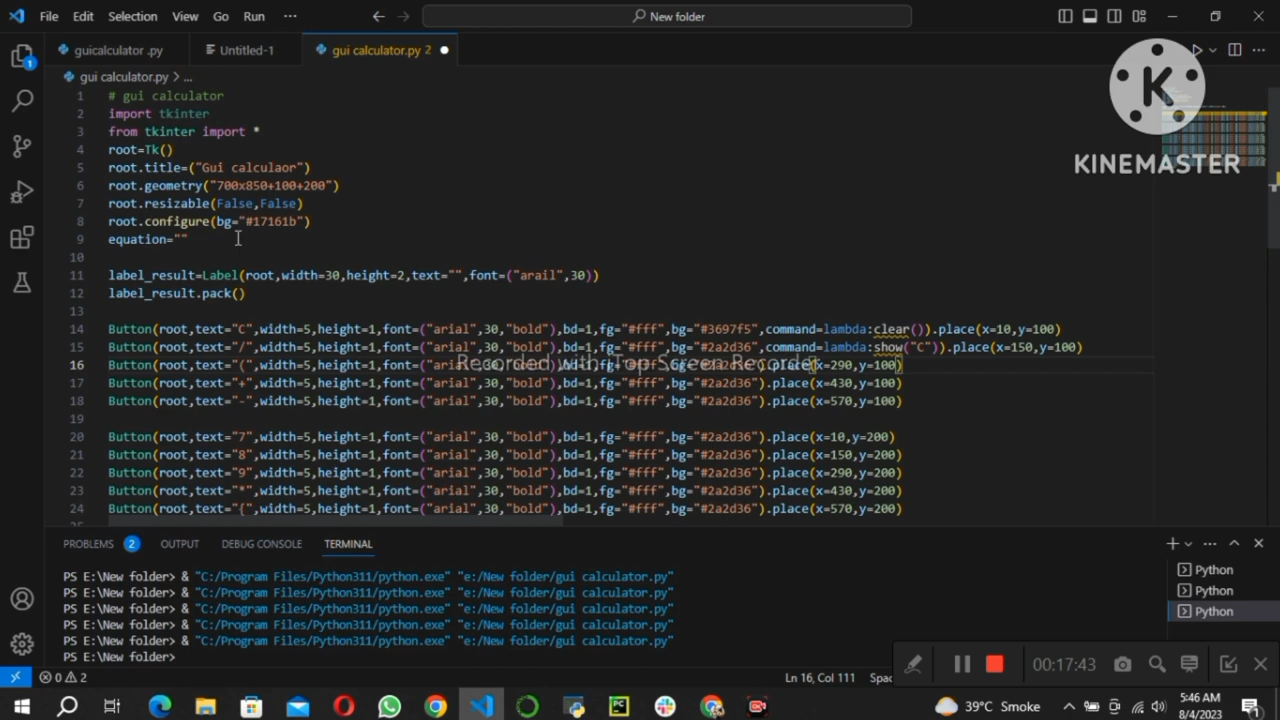 File Edit Selection View Go Run ··· New folder
guicalculator .py Untitled-1 gui calculator.py 2
gui calculator.py > ...
1 # gui calculator
2 import tkinter
3 from tkinter import *
4 root=Tk()
5 root.title=("Gui calculaor")
6 root.geometry("700x850+100+200")
7 root.resizable(False,False)
8 root.configure(bg="#17161b")
9 equation=""
10
11 label_result=Label(root,width=30,height=2,text="",font=("arail",30))
12 label_result.pack()
13
14 Button(root,text="C",width=5,height=1,font=("arial",30,"bold"),bd=1,fg="#fff",bg="#3697f5",command=lambda:clear()).place(x=10,y=100)
15 Button(root,text="/",width=5,height=1,font=("arial",30,"bold"),bd=1,fg="#fff",bg="#2a2d36",command=lambda:show("C")).place(x=150,y=100)
16 Button(root,text="(",width=5,height=1,font=("arial",30,"bold"),bd=1,fg="#fff",bg="#2a2d36").place(x=290,y=100)
17 Button(root,text="+",width=5,height=1,font=("arial",30,"bold"),bd=1,fg="#fff",bg="#2a2d36").place(x=430,y=100)
18 Button(root,text="-",width=5,height=1,font=("arial",30,"bold"),bd=1,fg="#fff",bg="#2a2d36").place(x=570,y=100)
19
20 Button(root,text="7",width=5,height=1,font=("arial",30,"bold"),bd=1,fg="#fff",bg="#2a2d36").place(x=10,y=200)
21 Button(root,text="8",width=5,height=1,font=("arial",30,"bold"),bd=1,fg="#fff",bg="#2a2d36").place(x=150,y=200)
22 Button(root,text="9",width=5,height=1,font=("arial",30,"bold"),bd=1,fg="#fff",bg="#2a2d36").place(x=290,y=200)
23 Button(root,text="*",width=5,height=1,font=("arial",30,"bold"),bd=1,fg="#fff",bg="#2a2d36").place(x=430,y=200)
24 Button(root,text="{",width=5,height=1,font=("arial",30,"bold"),bd=1,fg="#fff",bg="#2a2d36").place(x=570,y=200)
KINEMASTER
Recorded with iTop Screen Recorder
PROBLEMS 2 OUTPUT DEBUG CONSOLE TERMINAL
PS E:\New folder> & "C:/Program Files/Python311/python.exe" "e:/New folder/gui calculator.py"
PS E:\New folder> & "C:/Program Files/Python311/python.exe" "e:/New folder/gui calculator.py"
PS E:\New folder> & "C:/Program Files/Python311/python.exe" "e:/New folder/gui calculator.py"
PS E:\New folder> & "C:/Program Files/Python311/python.exe" "e:/New folder/gui calculator.py"
PS E:\New folder> & "C:/Program Files/Python311/python.exe" "e:/New folder/gui calculator.py"
PS E:\New folder>
Python
Python
Python
00:17:43
0 2 Ln 16, Col 111 Spac
39°C Smoke 5:46 AM
8/4/2023